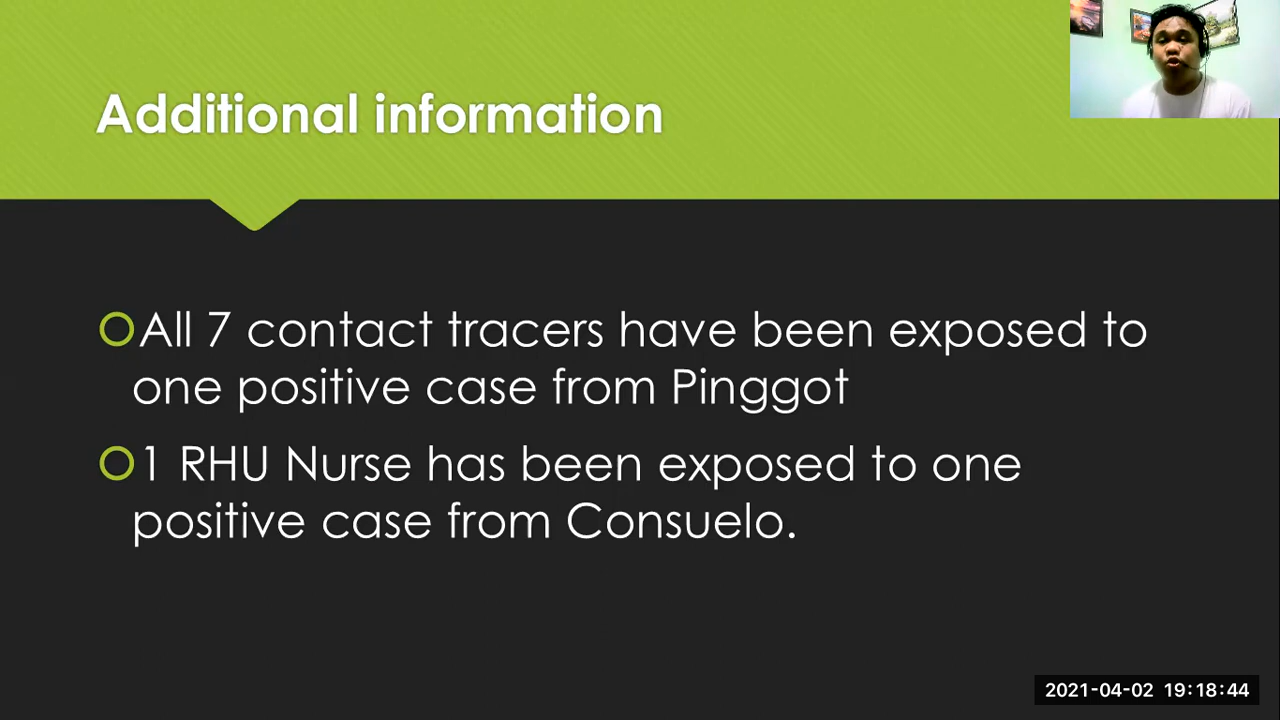 Additional information
All 7 contact tracers have been exposed to
one positive case from Pinggot
1 RHU Nurse has been exposed to one
positive case from Consuelo.
2021-04-02 19:18:44